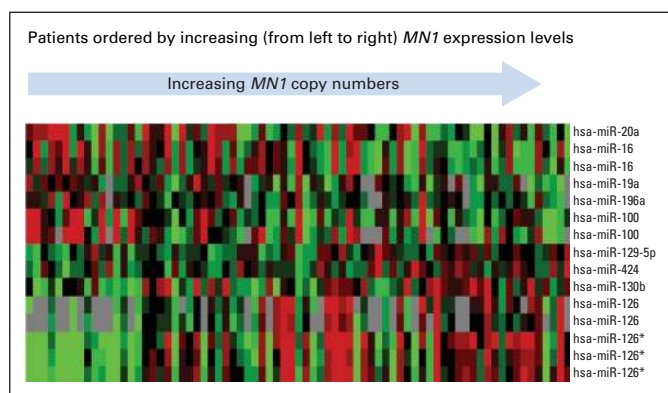 Patients ordered by increasing (from left to right) MN1 expression levels
Increasing MN1 copy numbers
hsa-miR-20a
hsa-miR-16
hsa-miR-16
hsa-miR-19a
hsa-miR-196a
hsa-miR-100
hsa-miR-100
hsa-miR-129-5p
hsa-miR-424
hsa-miR-130b
hsa-miR-126
hsa-miR-126
hsa-miR-126*
hsa-miR-126*
hsa-miR-126*